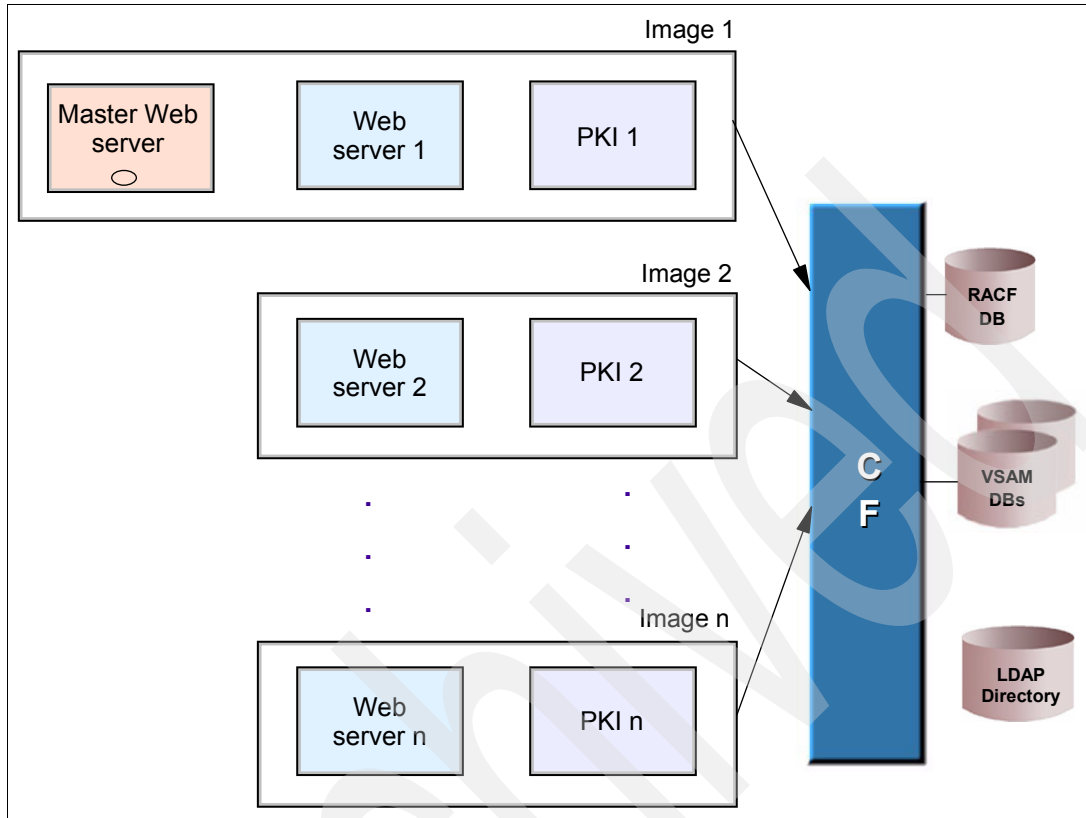 Image 1
Master Web
server
Web
server 1
PKI 1
Image 2
Web
server 2
PKI 2
Image n
Web
server n
PKI n
C
F
RACF
DB
VSAM
DBs
LDAP
Directory